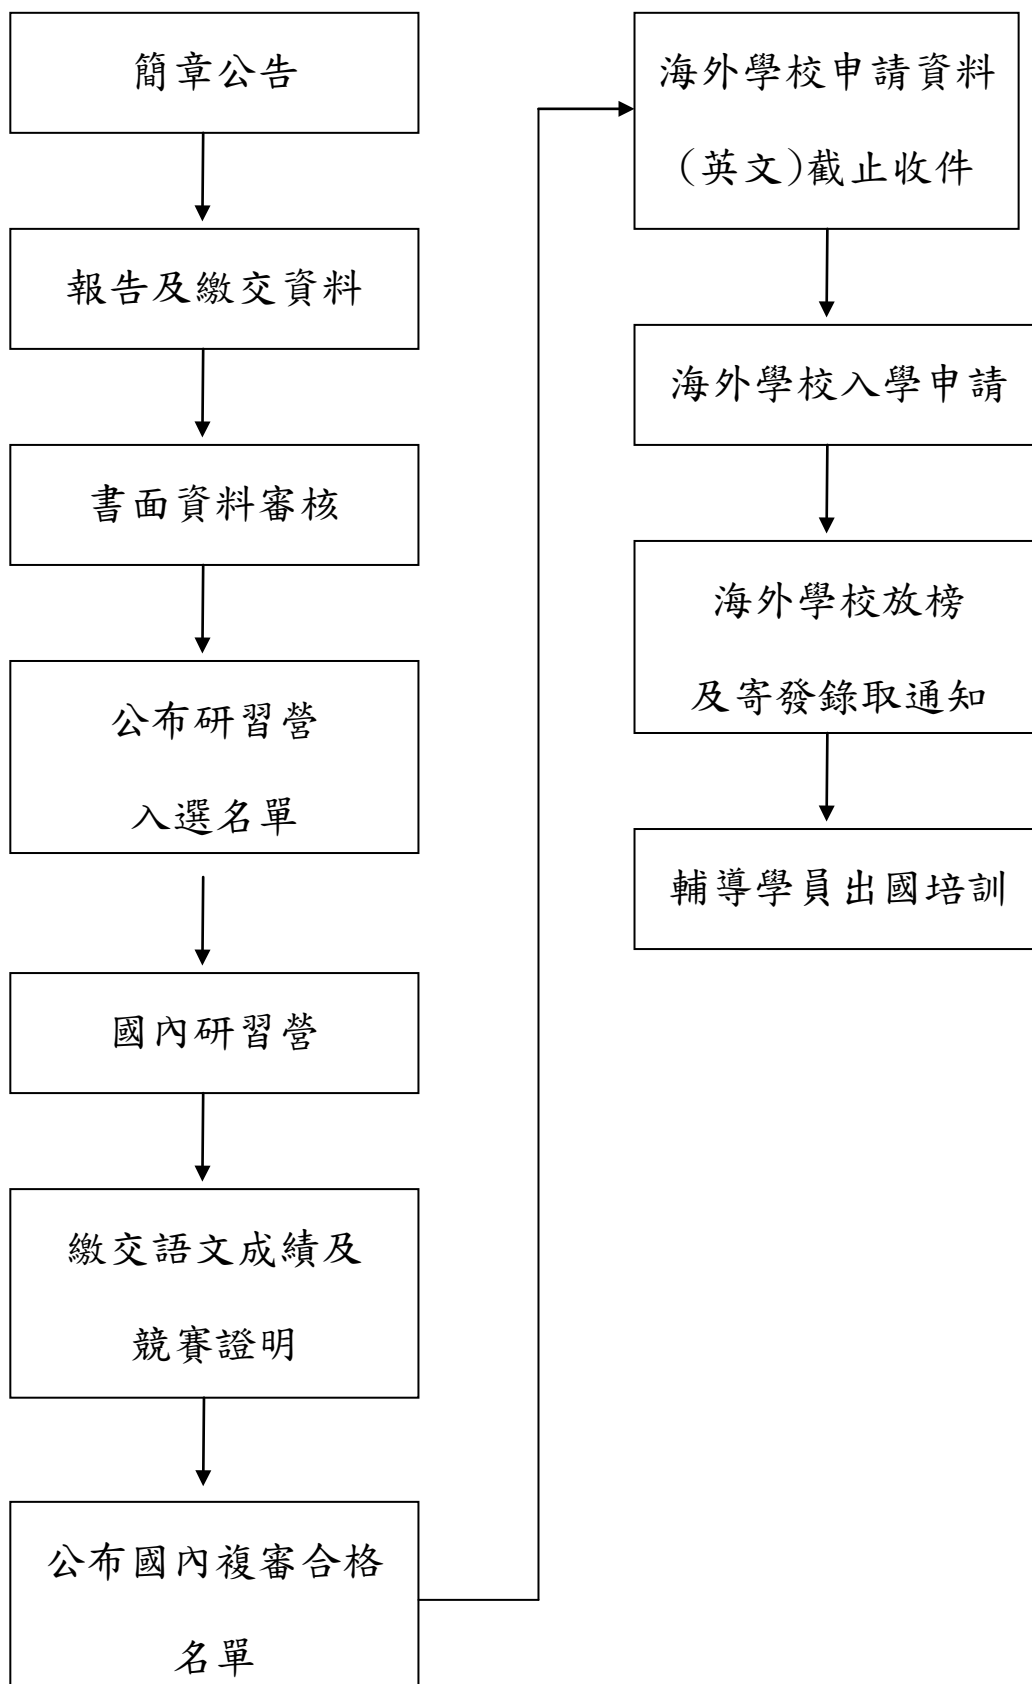 簡章公告
報告及繳交資料
書面資料審核
公布研習營
入選名單
國內研習營
繳交語文成績及
競賽證明
公布國內複審合格
名單
海外學校申請資料
(英文)截止收件
海外學校入學申請
海外學校放榜
及寄發錄取通知
輔導學員出國培訓